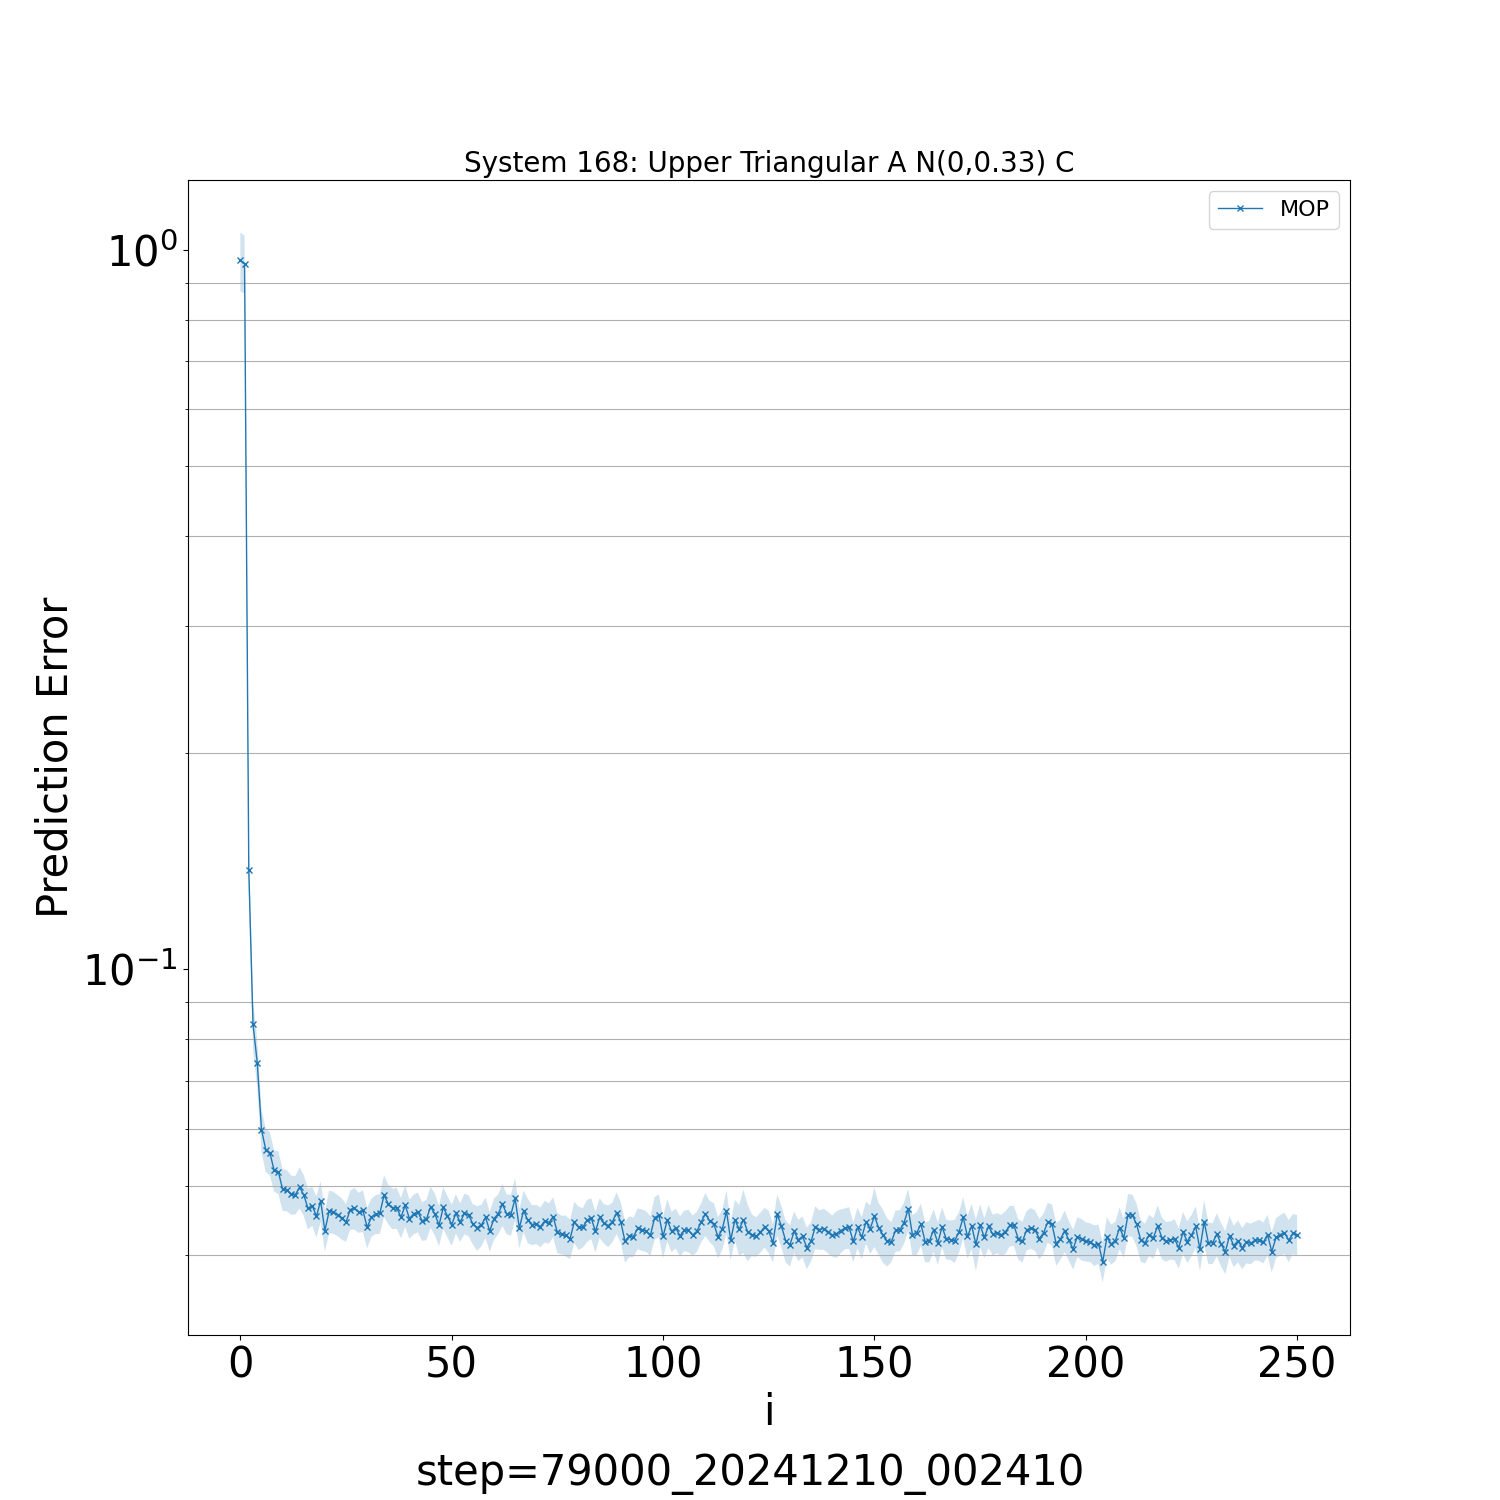 System 168: Upper Triangular A N(0,0.33) C
MOP
10⁰
10⁻¹
Prediction Error
0 50 100 150 200 250
i
step=79000_20241210_002410